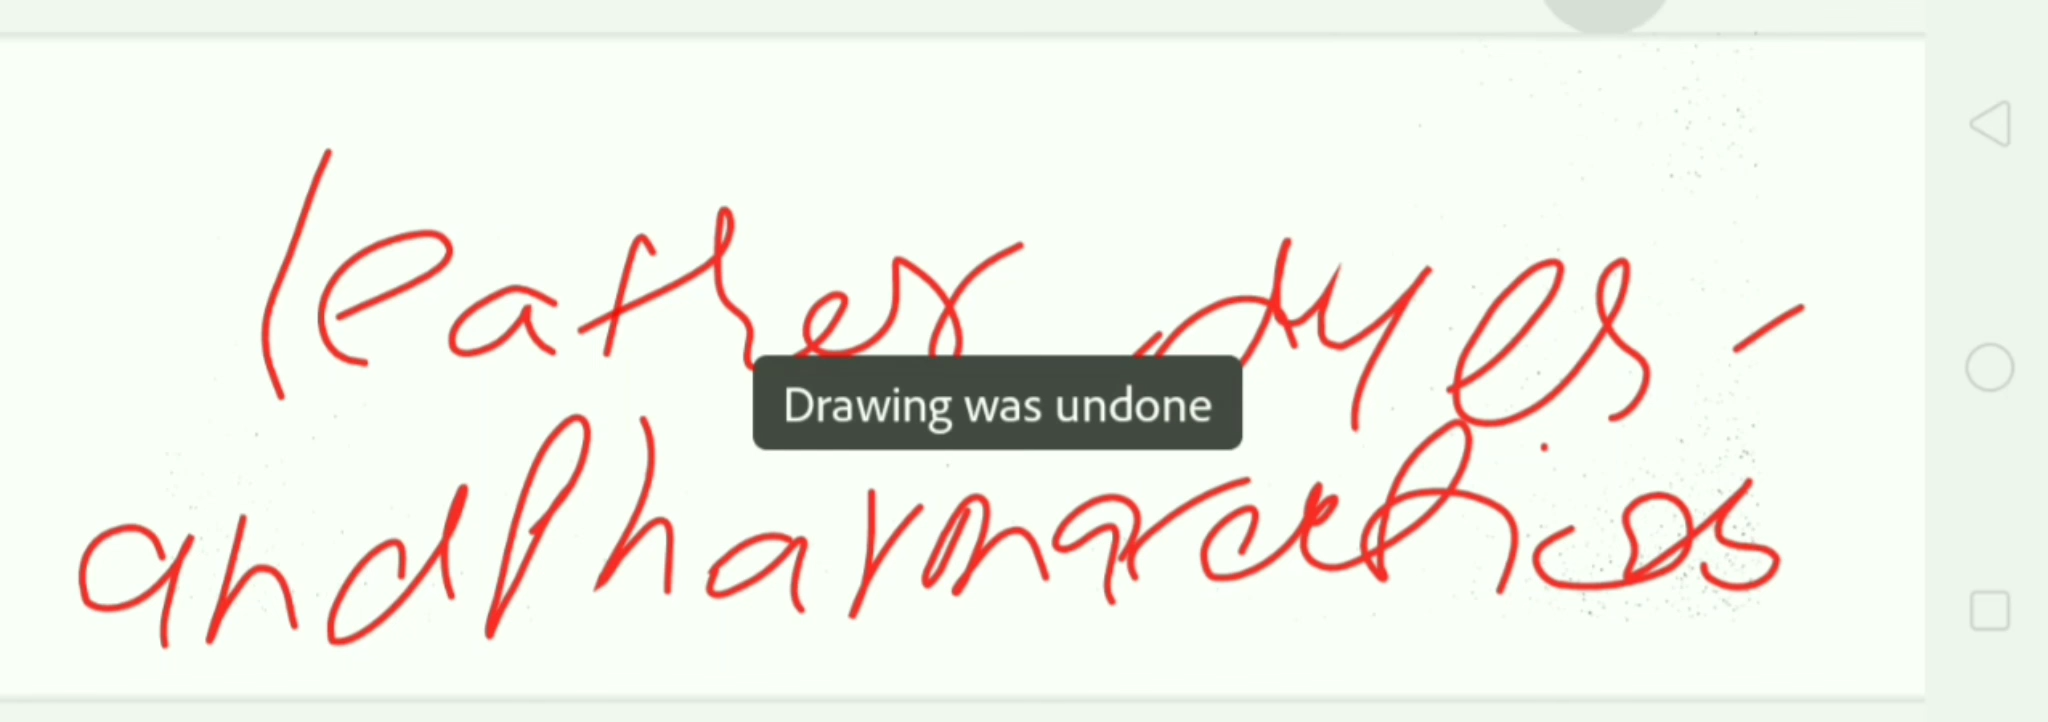 leather dyes -
Drawing was undone
and